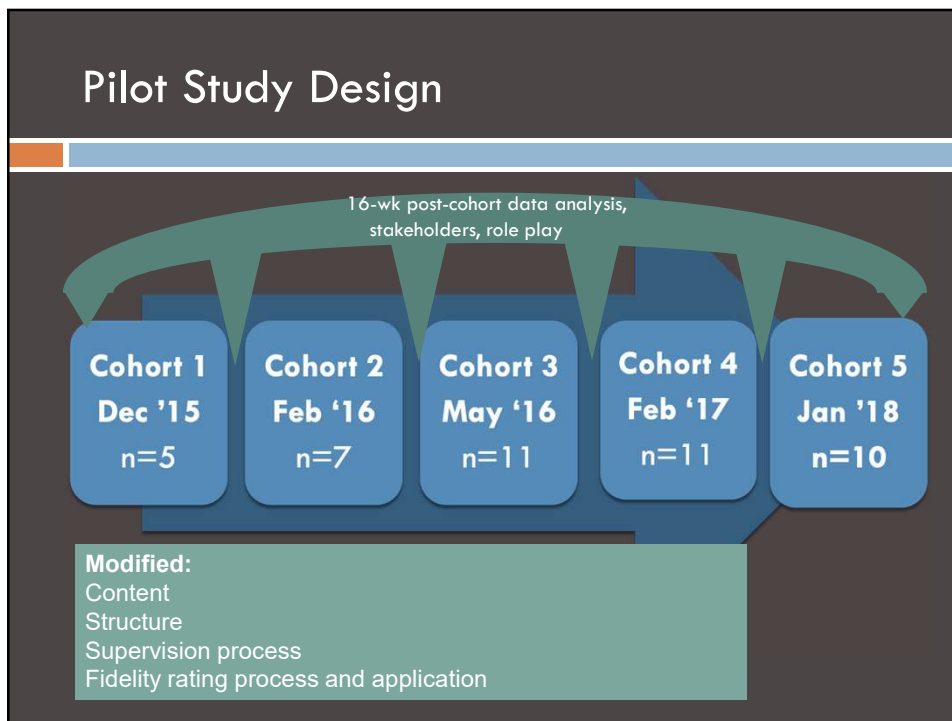 Pilot Study Design
16-wk post-cohort data analysis,
stakeholders, role play
Cohort 1
Dec ’15
n=5
Cohort 2
Feb ‘16
n=7
Cohort 3
May ‘16
n=11
Cohort 4
Feb ‘17
n=11
Cohort 5
Jan ’18
n=10
Modified:
Content
Structure
Supervision process
Fidelity rating process and application